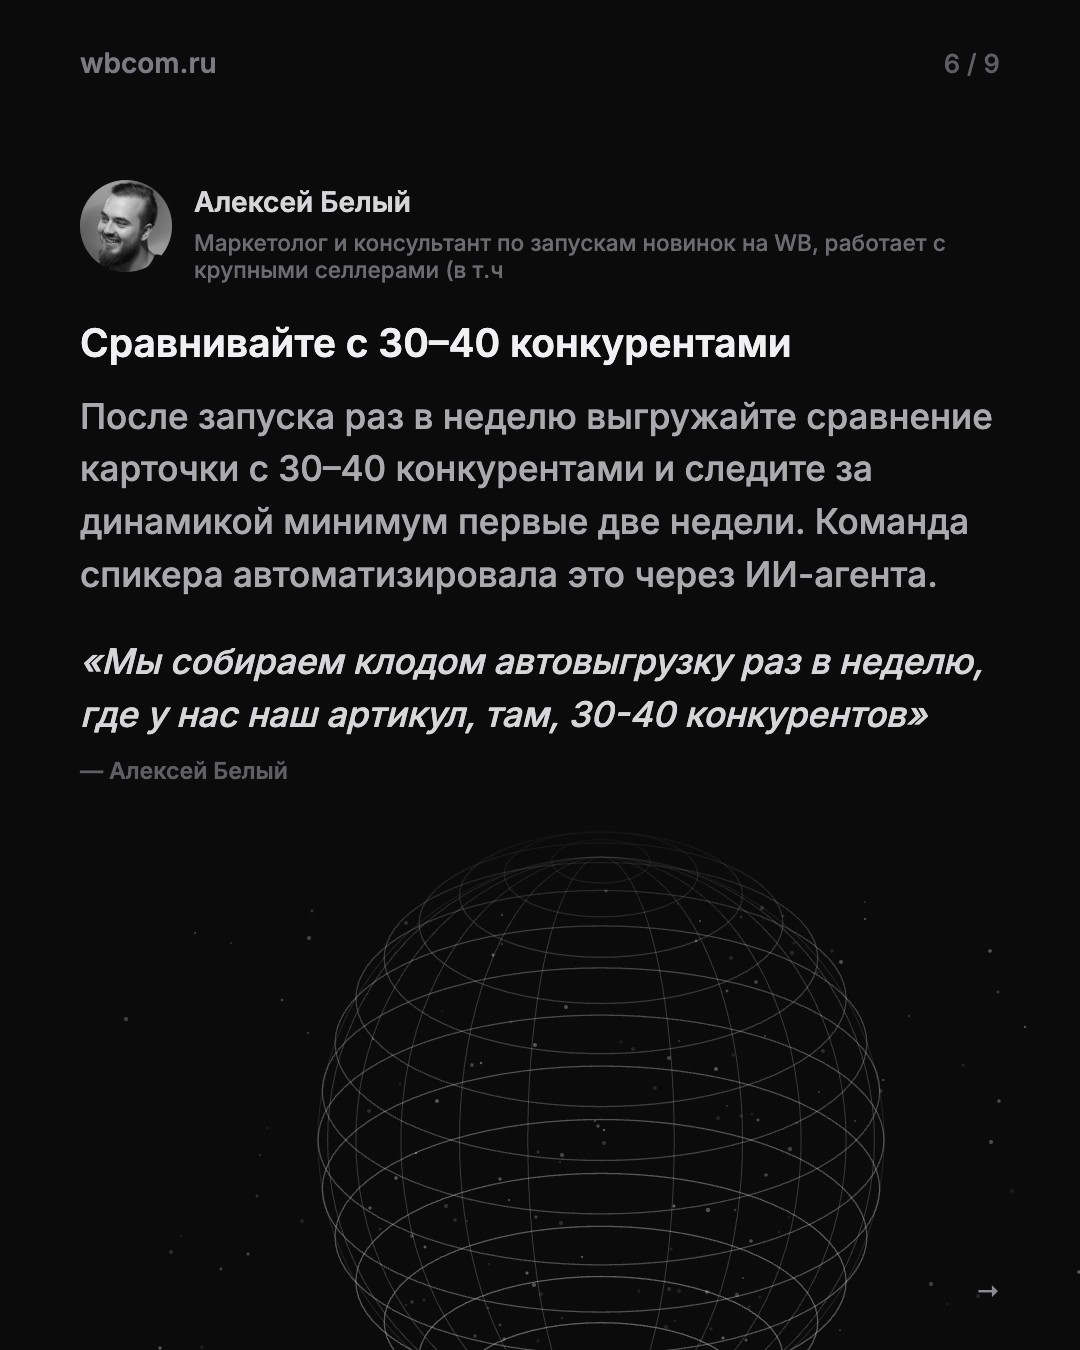 wbcom.ru
6 / 9
Алексей Белый
Маркетолог и консультант по запускам новинок на WB, работает с
крупными селлерами (в т.ч
Сравнивайте с 30–40 конкурентами
После запуска раз в неделю выгружайте сравнение
карточки с 30–40 конкурентами и следите за
динамикой минимум первые две недели. Команда
спикера автоматизировала это через ИИ-агента.
«Мы собираем клодом автовыгрузку раз в неделю,
где у нас наш артикул, там, 30-40 конкурентов»
— Алексей Белый
→